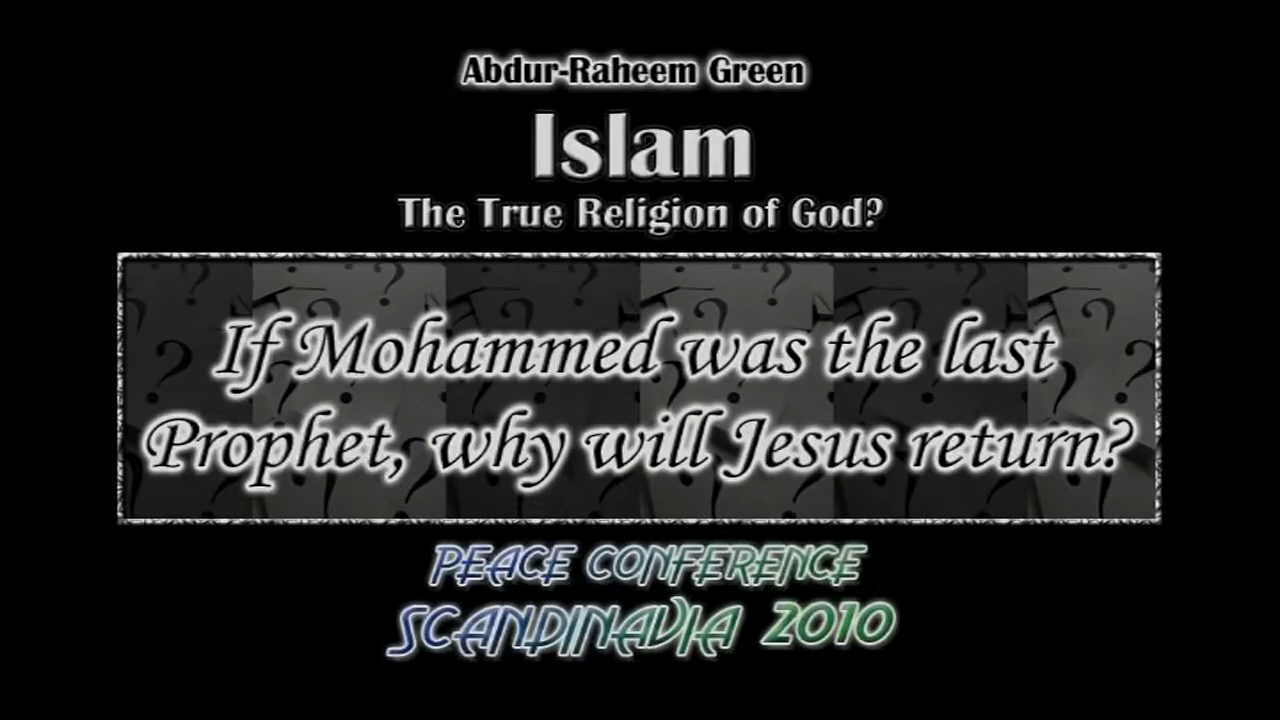 Abdur-Raheem Green
Islam
The True Religion of God?
If Mohammed was the last
Prophet, why will Jesus return?
PEACE CONFERENCE
SCANDINAVIA 2010